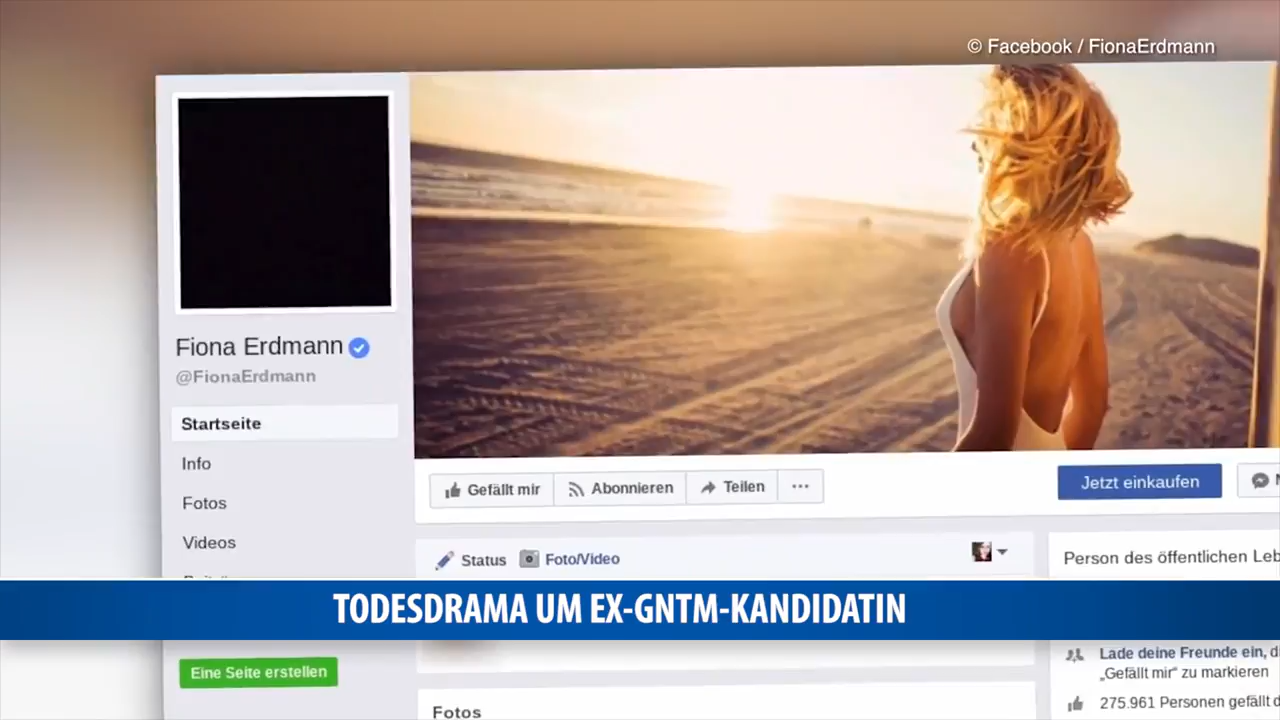 © Facebook / FionaErdmann
Fiona Erdmann
@FionaErdmann
Startseite
Info
Fotos
Videos
Gefällt mir
Abonnieren
Teilen
Jetzt einkaufen
Status
Foto/Video
Person des öffentlichen
TODESDRAMA UM EX-GNTM-KANDIDATIN
Eine Seite erstellen
Lade deine Freunde ein,
„Gefällt mir" zu markieren
275.961 Personen gefällt
Fotos